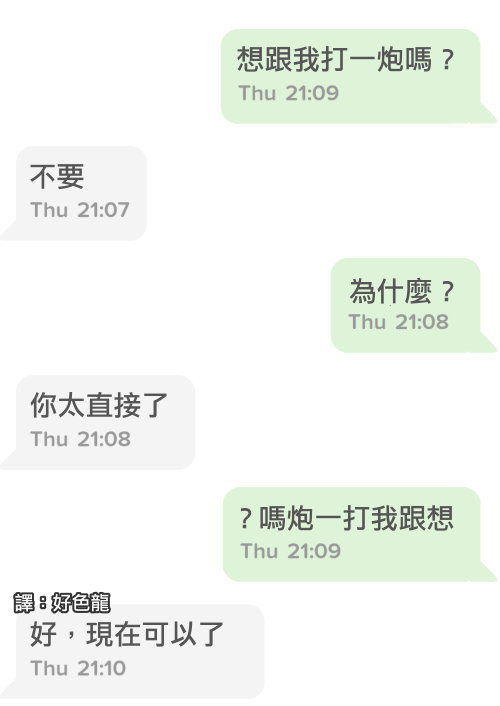 想跟我打一炮嗎？
Thu 21:09
不要
Thu 21:07
為什麼？
Thu 21:08
你太直接了
Thu 21:08
？嗎炮一打我跟想
Thu 21:09
譯：好色龍
好，現在可以了
Thu 21:10